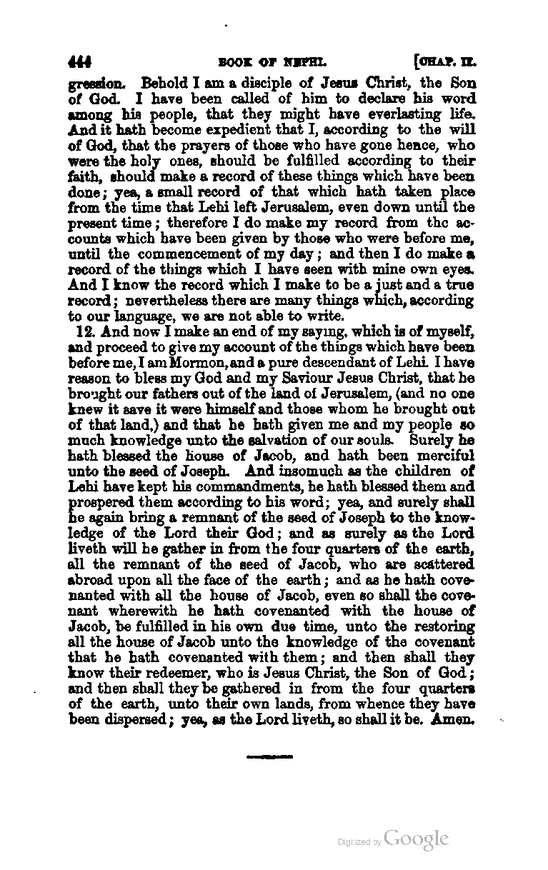 444 BOOK OF NEPHI. [CHAP. II.
gression. Behold I am a disciple of Jesus Christ, the Son
of God. I have been called of him to declare his word
among his people, that they might have everlasting life.
And it hath become expedient that I, according to the will
of God, that the prayers of those who have gone hence, who
were the holy ones, should be fulfilled according to their
faith, should make a record of these things which have been
done; yea, a small record of that which hath taken place
from the time that Lehi left Jerusalem, even down until the
present time; therefore I do make my record from the ac-
counts which have been given by those who were before me,
until the commencement of my day; and then I do make a
record of the things which I have seen with mine own eyes.
And I know the record which I make to be a just and a true
record; nevertheless there are many things which, according
to our language, we are not able to write.
12. And now I make an end of my saying, which is of myself,
and proceed to give my account of the things which have been
before me, I am Mormon, and a pure descendant of Lehi. I have
reason to bless my God and my Saviour Jesus Christ, that he
brought our fathers out of the land of Jerusalem, (and no one
knew it save it were himself and those whom he brought out
of that land,) and that he hath given me and my people so
much knowledge unto the salvation of our souls. Surely he
hath blessed the house of Jacob, and hath been merciful
unto the seed of Joseph. And insomuch as the children of
Lehi have kept his commandments, he hath blessed them and
prospered them according to his word; yea, and surely shall
he again bring a remnant of the seed of Joseph to the know-
ledge of the Lord their God; and as surely as the Lord
liveth will he gather in from the four quarters of the earth,
all the remnant of the seed of Jacob, who are scattered
abroad upon all the face of the earth; and as he hath cove-
nanted with all the house of Jacob, even so shall the cove-
nant wherewith he hath covenanted with the house of
Jacob, be fulfilled in his own due time, unto the restoring
all the house of Jacob unto the knowledge of the covenant
that he hath covenanted with them; and then shall they
know their redeemer, who is Jesus Christ, the Son of God;
and then shall they be gathered in from the four quarters
of the earth, unto their own lands, from whence they have
been dispersed; yea, as the Lord liveth, so shall it be. Amen.
Digitized by Google